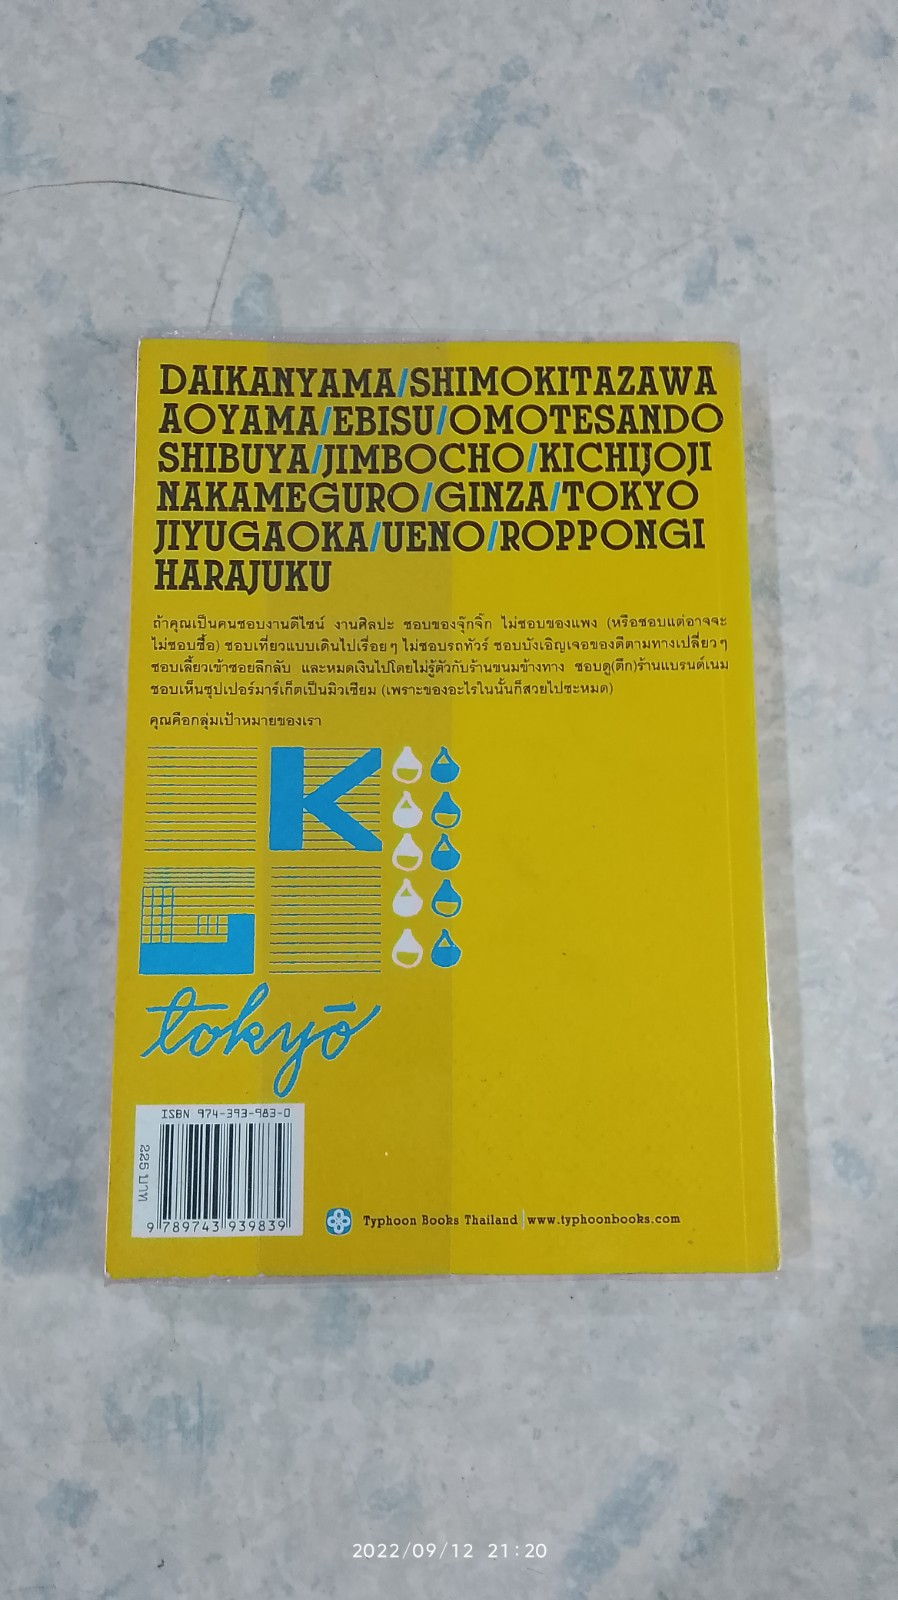 DAIKANYAMA/SHIMOKITAZAWA
AOYAMA/EBISU/OMOTESANDO
SHIBUYA/JIMBOCHO/KICHIJOJI
NAKAMEGURO/GINZA/TOKYO
JIYUGAOKA/UENO/ROPPONGI
HARAJUKU
ถ้าคุณเป็นคนชอบงานดีไซน์ งานศิลปะ ชอบของจุ๊กจิ๊ก ไม่ชอบของแพง (หรือชอบแต่อาจจะ
ไม่ชอบซื้อ) ชอบเที่ยวแบบเดินไปเรื่อยๆ ไม่ชอบรถทัวร์ ชอบบังเอิญเจอของดีตามทางเปลี่ยวๆ
ชอบเลี้ยวเข้าซอยลึกลับ และหมดเงินไปโดยไม่รู้ตัวกับร้านขนมข้างทาง ชอบดู(ตึก)ร้านแบรนด์เนม
ชอบเห็นซุปเปอร์มาร์เก็ตเป็นมิวเซียม (เพราะของอะไรในนั้นก็สวยไปซะหมด)
คุณคือกลุ่มเป้าหมายของเรา
K
L
tokyō
ISBN 974-393-983-0
225 บาท
9 789743 939839
Typhoon Books Thailand | www.typhoonbooks.com
2022/09/12 21:20